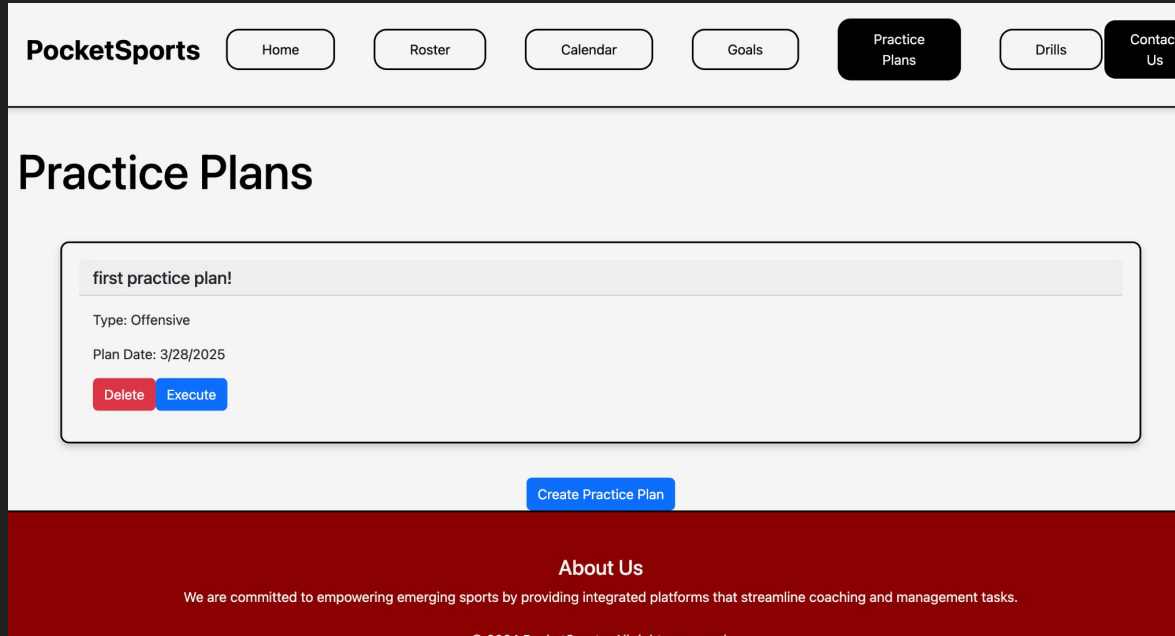 PocketSports
Home
Roster
Calendar
Goals
Practice
Plans
Drills
Contac
Us
Practice Plans
first practice plan!
Type: Offensive
Plan Date: 3/28/2025
Delete
Execute
Create Practice Plan
About Us
We are committed to empowering emerging sports by providing integrated platforms that streamline coaching and management tasks.